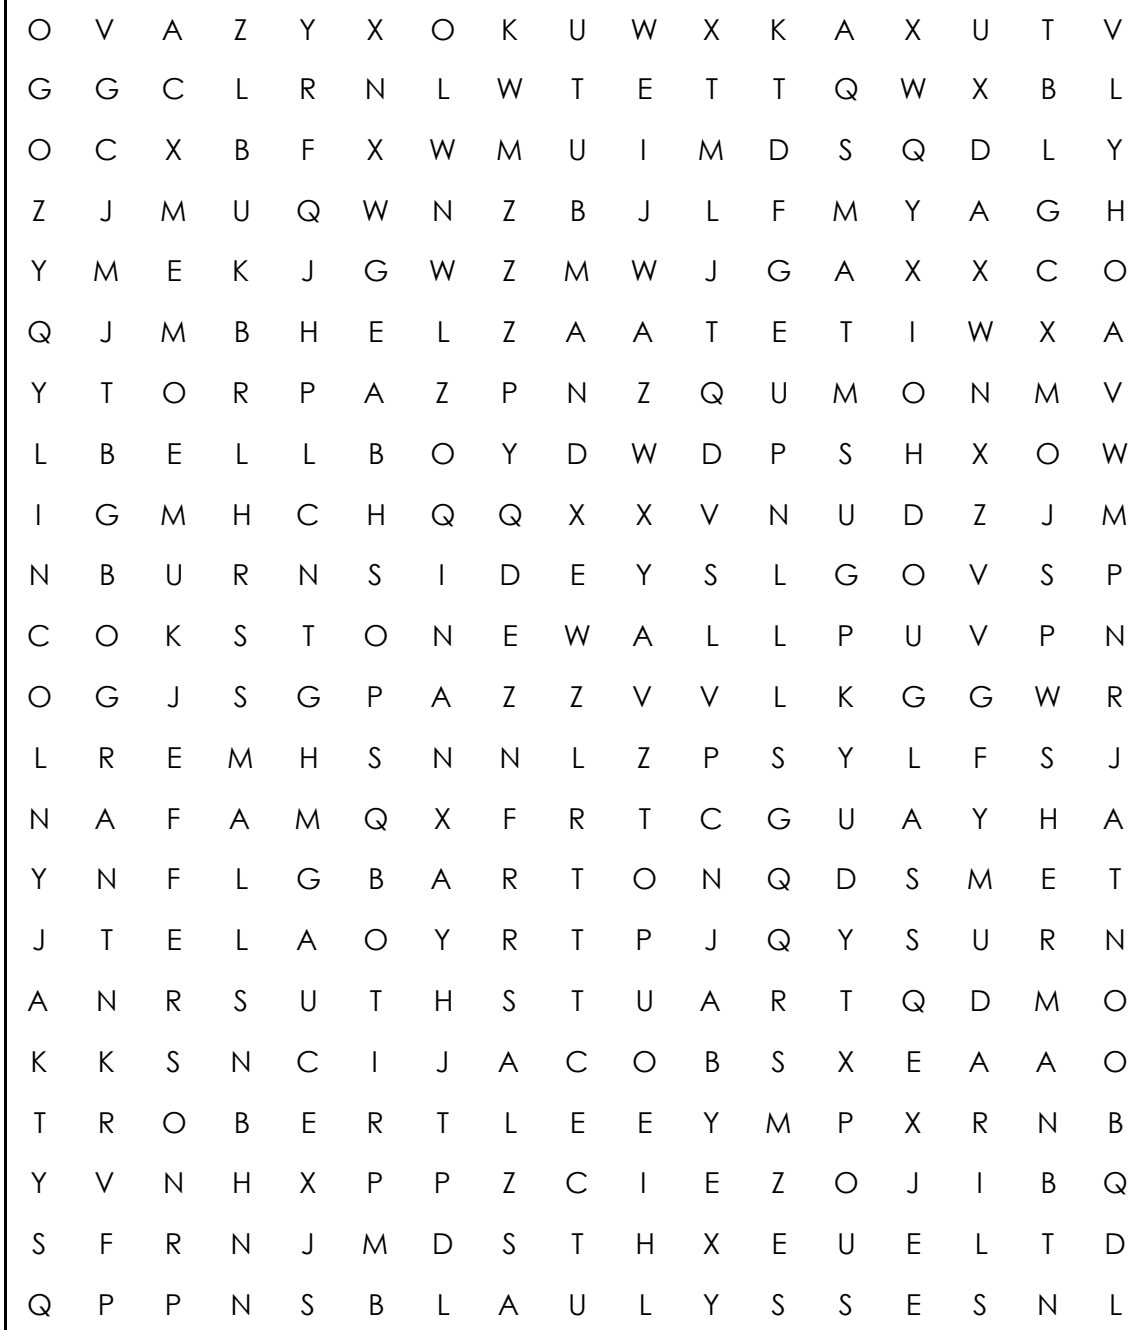 O V A Z Y X O K U W X K A X U T V
G G C L R N L W T E T T Q W X B L
O C X B F X W M U I M D S Q D L Y
Z J M U Q W N Z B J L F M Y A G H
Y M E K J G W Z M W J G A X X C O
Q J M B H E L Z A A T E T I W X A
Y T O R P A Z P N Z Q U M O N M V
L B E L L B O Y D W D P S H X O W
I G M H C H Q Q X X V N U D Z J M
N B U R N S I D E Y S L G O V S P
C O K S T O N E W A L L P U V P N
O G J S G P A Z Z V V L K G G W R
L R E M H S N N L Z P S Y L F S J
N A F A M Q X F R T C G U A Y H A
Y N F L G B A R T O N Q D S M E T
J T E L A O Y R T P J Q Y S U R N
A N R S U T H S T U A R T Q D M O
K K S N C I J A C O B S X E A A O
T R O B E R T L E E Y M P X R N B
Y V N H X P P Z C I E Z O J I B Q
S F R N J M D S T H X E U E L T D
Q P P N S B L A U L Y S S E S N L